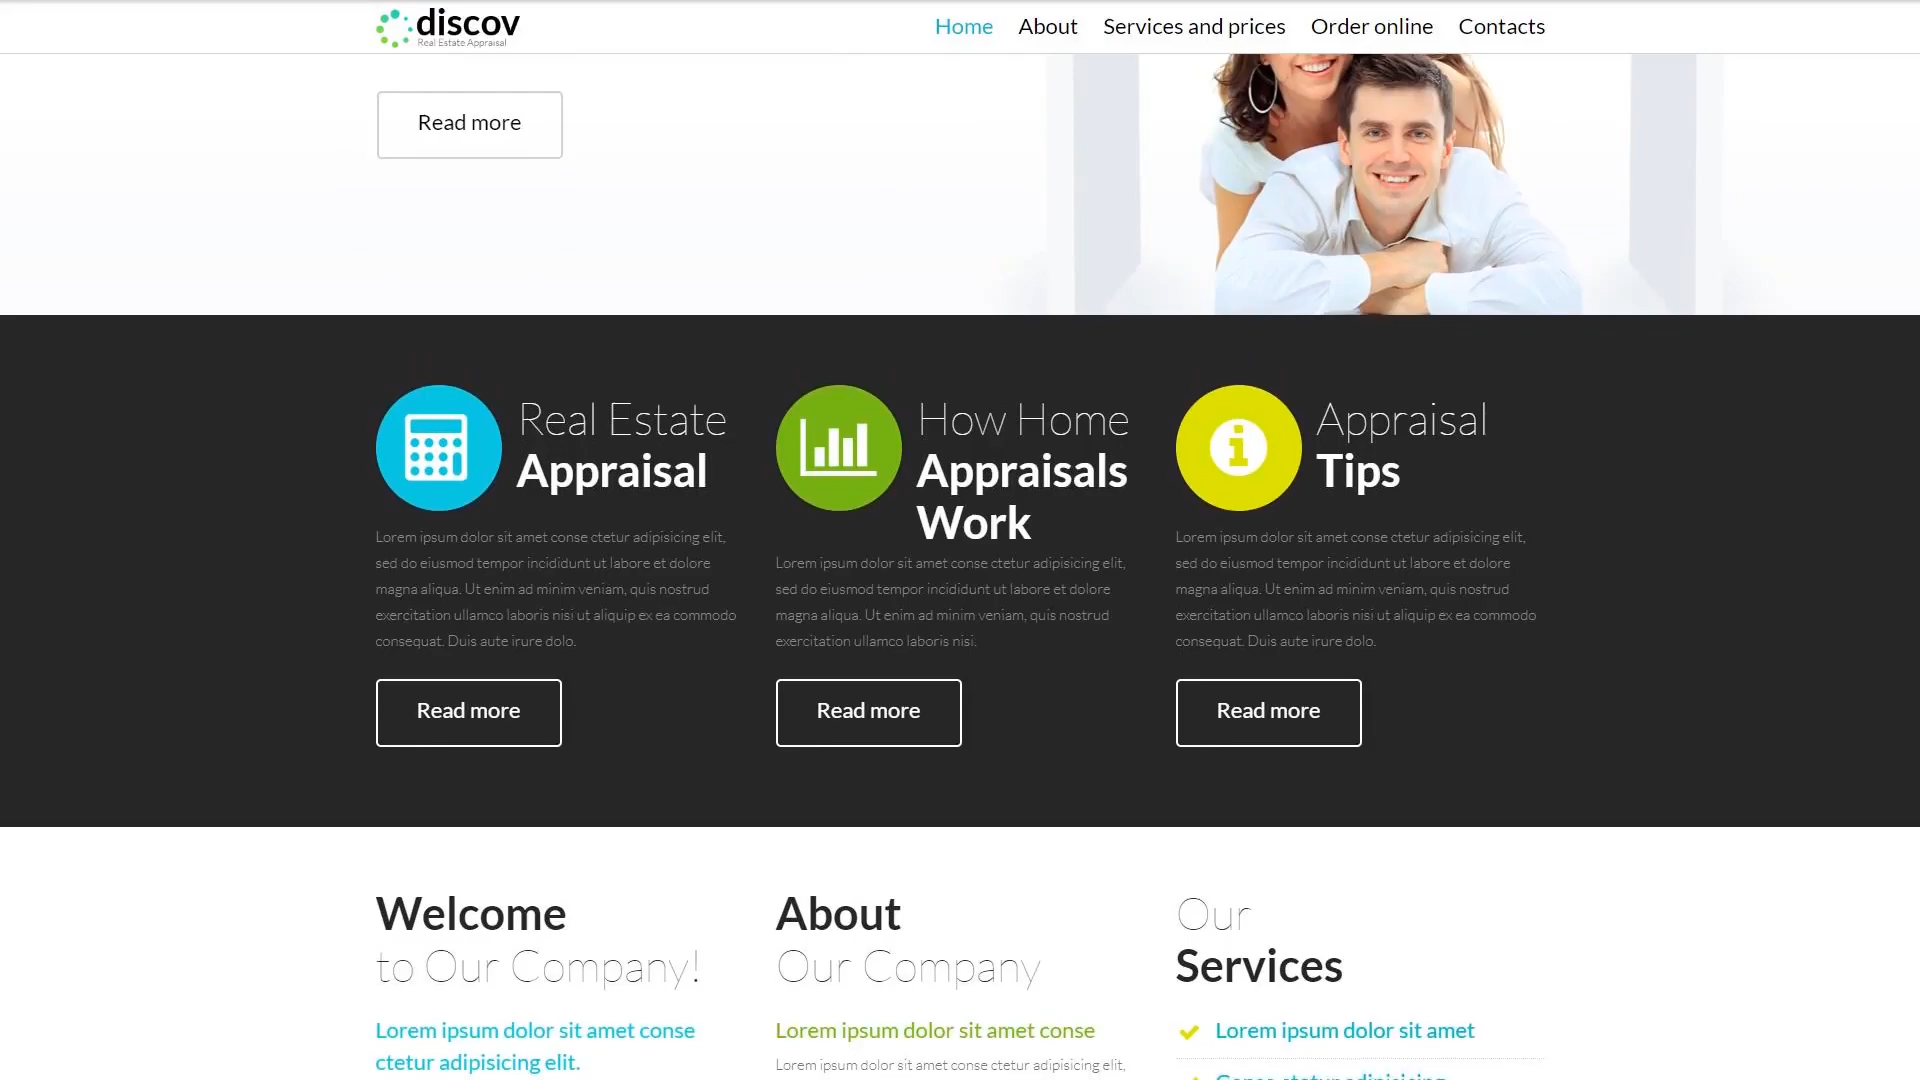 discov
Real Estate Appraisal
Home About Services and prices Order online Contacts
Read more
Real Estate
Appraisal
Lorem ipsum dolor sit amet conse ctetur adipisicing elit,
sed do eiusmod tempor incididunt ut labore et dolore
magna aliqua. Ut enim ad minim veniam, quis nostrud
exercitation ullamco laboris nisi ut aliquip ex ea commodo
consequat. Duis aute irure dolo.
Read more
How Home
Appraisals
Work
Lorem ipsum dolor sit amet conse ctetur adipisicing elit,
sed do eiusmod tempor incididunt ut labore et dolore
magna aliqua. Ut enim ad minim veniam, quis nostrud
exercitation ullamco laboris nisi.
Read more
Appraisal
Tips
Lorem ipsum dolor sit amet conse ctetur adipisicing elit,
sed do eiusmod tempor incididunt ut labore et dolore
magna aliqua. Ut enim ad minim veniam, quis nostrud
exercitation ullamco laboris nisi ut aliquip ex ea commodo
consequat. Duis aute irure dolo.
Read more
Welcome
to Our Company!
Lorem ipsum dolor sit amet conse
ctetur adipisicing elit.
About
Our Company
Lorem ipsum dolor sit amet conse
Lorem ipsum dolor sit amet conse ctetur adipisicing elit,
Our
Services
Lorem ipsum dolor sit amet